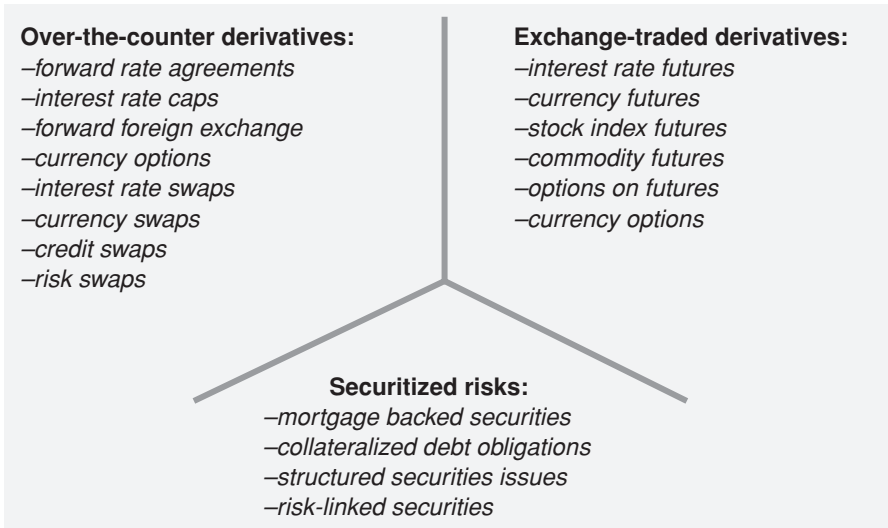 Over-the-counter derivatives:
–forward rate agreements
–interest rate caps
–forward foreign exchange
–currency options
–interest rate swaps
–currency swaps
–credit swaps
–risk swaps
Exchange-traded derivatives:
–interest rate futures
–currency futures
–stock index futures
–commodity futures
–options on futures
–currency options
Securitized risks:
–mortgage backed securities
–collateralized debt obligations
–structured securities issues
–risk-linked securities